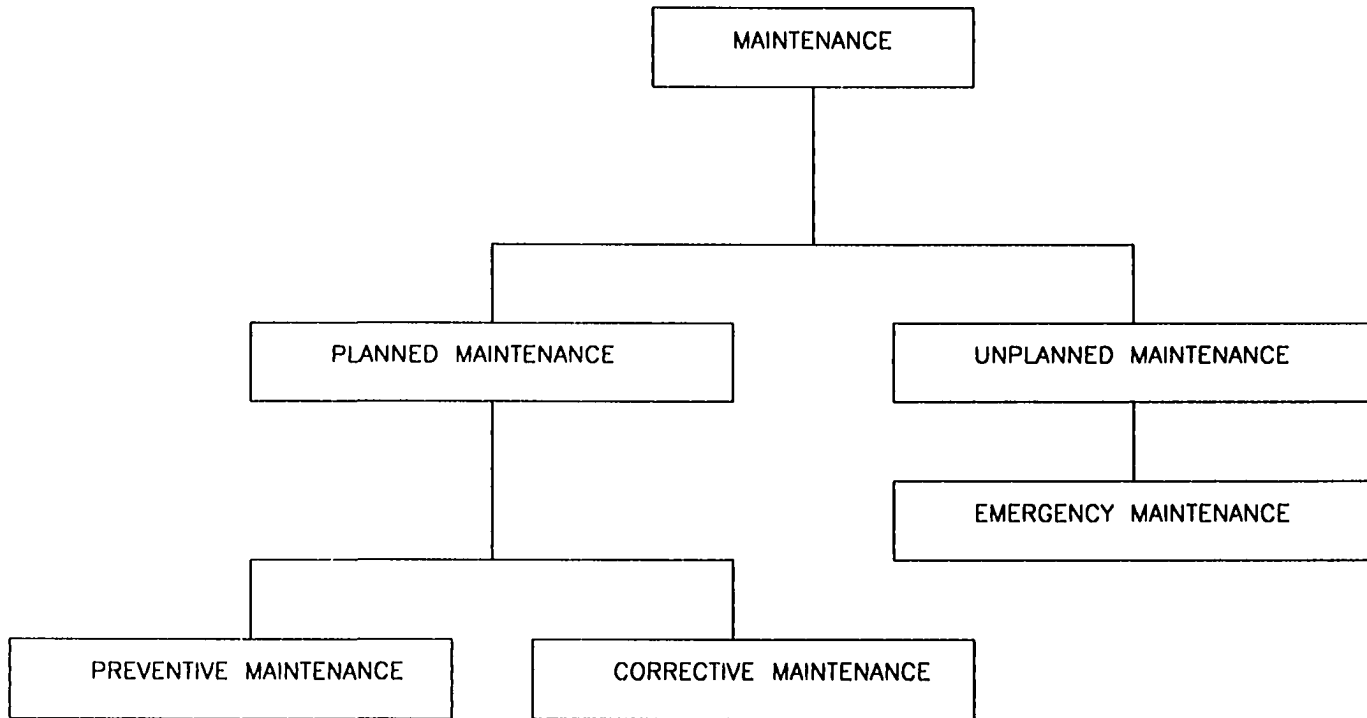 MAINTENANCE
PLANNED MAINTENANCE
UNPLANNED MAINTENANCE
EMERGENCY MAINTENANCE
PREVENTIVE MAINTENANCE
CORRECTIVE MAINTENANCE